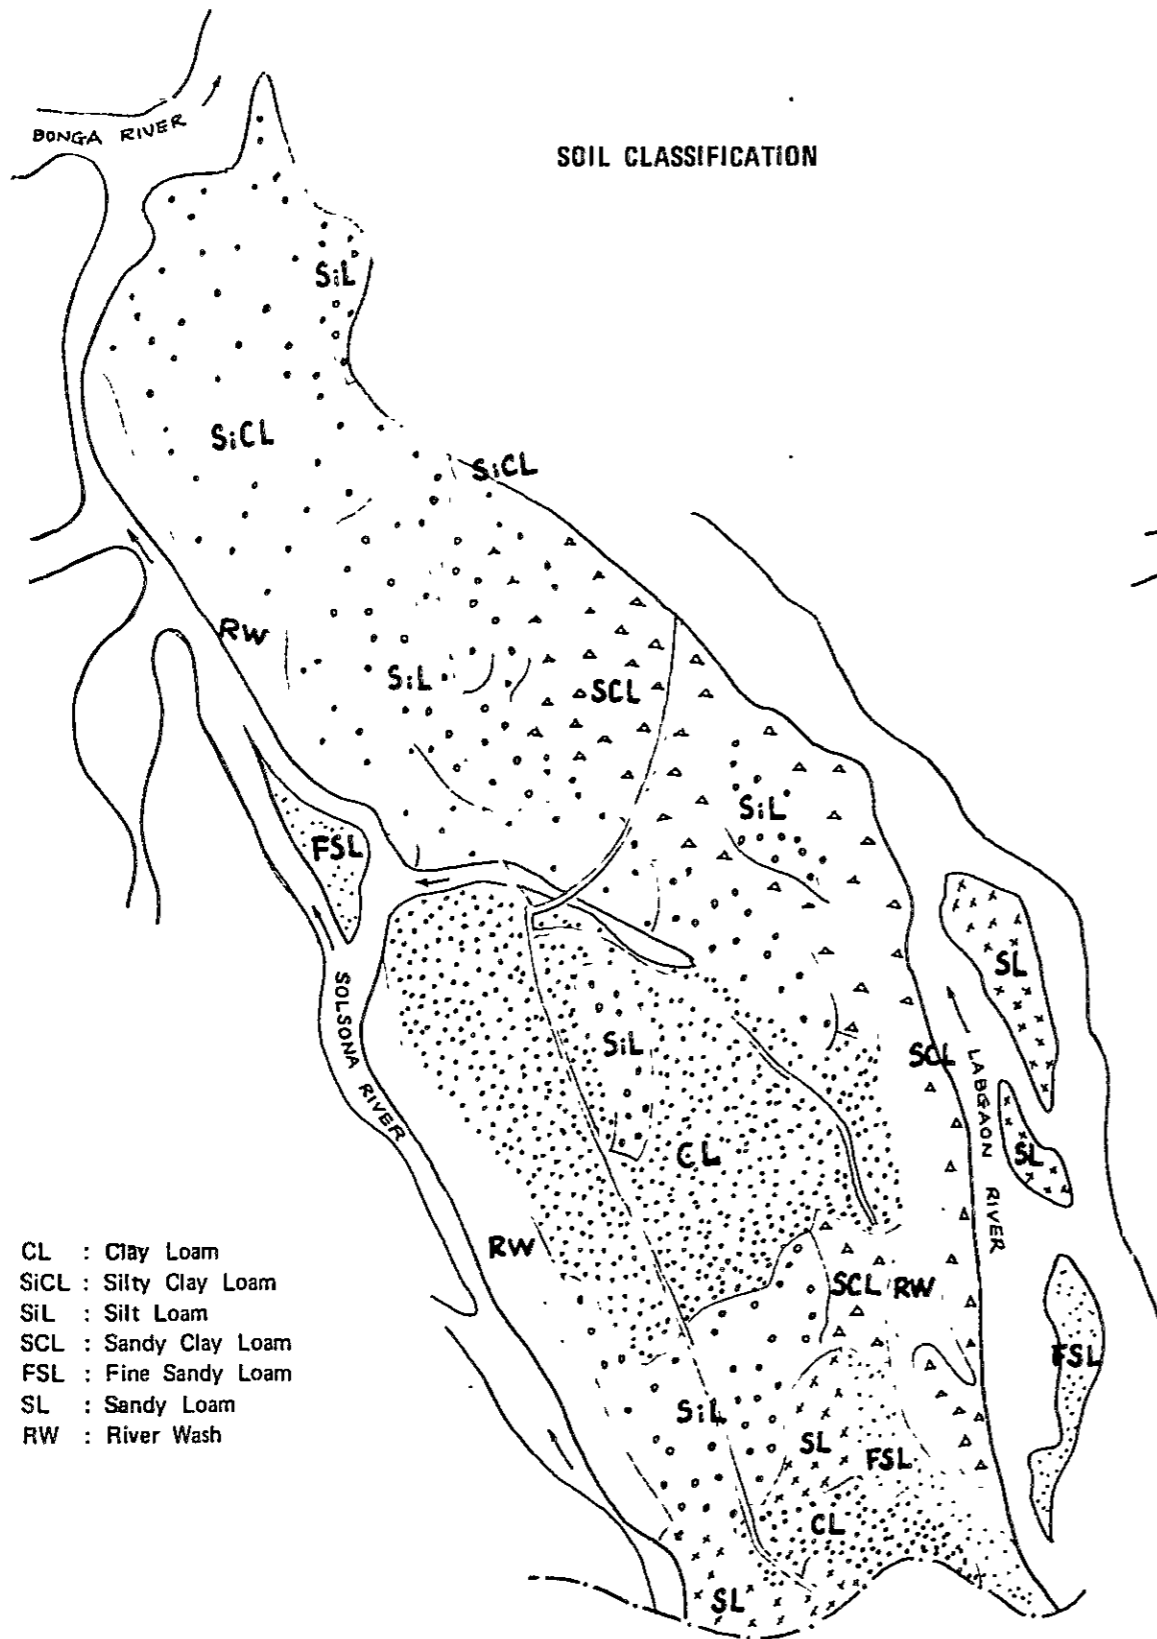 SOIL CLASSIFICATION
BONGA RIVER
SiL
SiCL
SiCL
RW
SiL
SCL
SiL
FSL
SL
SOLSONA RIVER
SiL
SCL
LABGAON RIVER
SL
CL
RW
SCL
RW
FSL
SiL
SL
FSL
CL
SL
CL : Clay Loam
SiCL : Silty Clay Loam
SiL : Silt Loam
SCL : Sandy Clay Loam
FSL : Fine Sandy Loam
SL : Sandy Loam
RW : River Wash